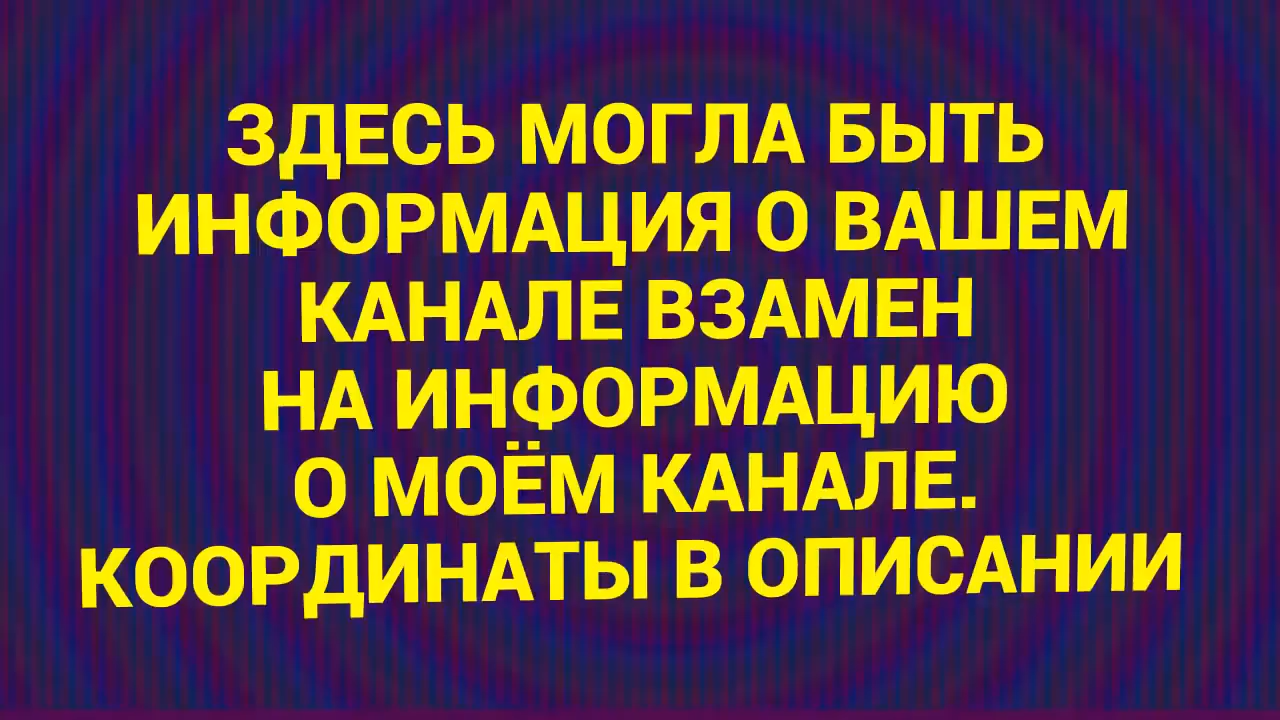 ЗДЕСЬ МОГЛА БЫТЬ
ИНФОРМАЦИЯ О ВАШЕМ
КАНАЛЕ ВЗАМЕН
НА ИНФОРМАЦИЮ
О МОЁМ КАНАЛЕ.
КООРДИНАТЫ В ОПИСАНИИ